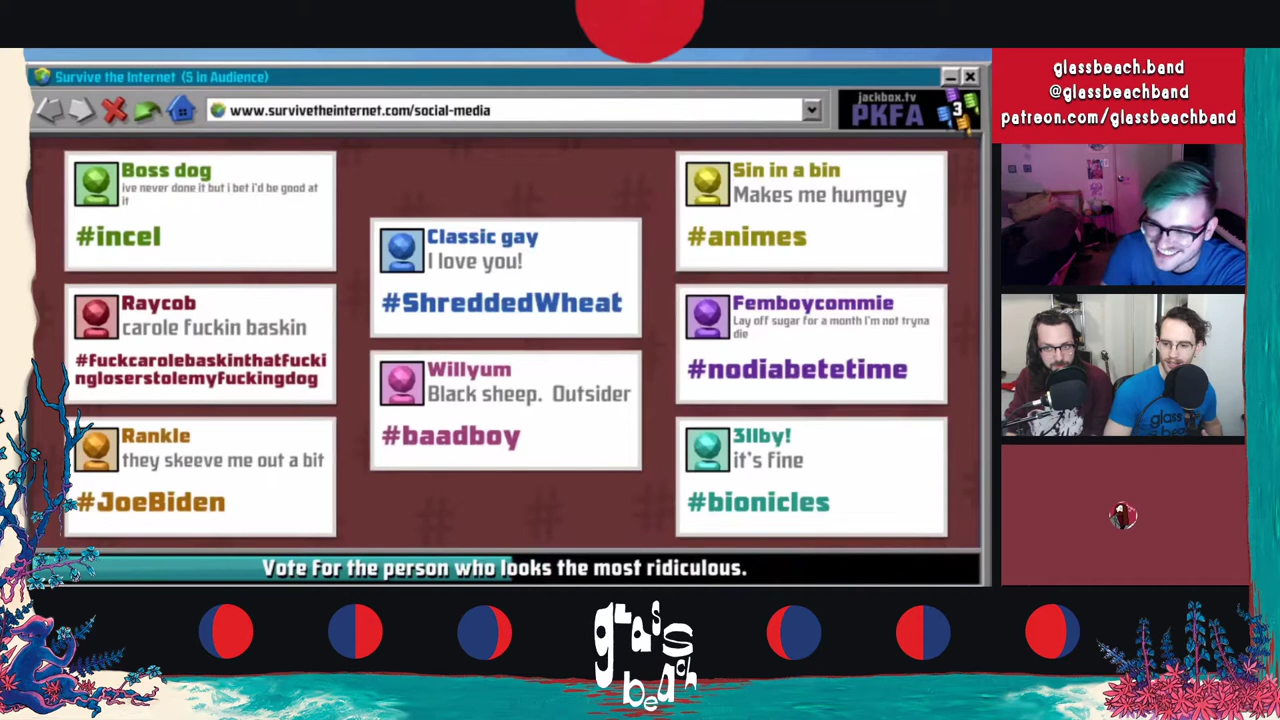 Survive the Internet (5 in Audience)
www.survivetheinternet.com/social-media
jackbox.tv
PKFA
3
Boss dog
ive never done it but i bet i'd be good at
it
#incel
Raycob
carole fuckin baskin
#fuckcarolebaskinthatfucki
ngloserstolemyfuckingdog
Rankle
they skeeve me out a bit
#JoeBiden
Classic gay
I love you!
#ShreddedWheat
Willyum
Black sheep. Outsider
#baadboy
Sin in a bin
Makes me humgey
#animes
Femboycommie
Lay off sugar for a month I'm not tryna
die
#nodiabetetime
3llby!
it's fine
#bionicles
Vote for the person who looks the most ridiculous.
glassbeach.band
@glassbeachband
patreon.com/glassbeachband
glass
glass
beach